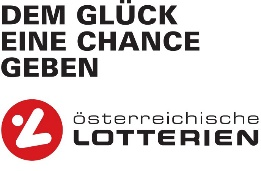 DEM GLÜCK
EINE CHANCE
GEBEN
österreichische
LOTTERIEN